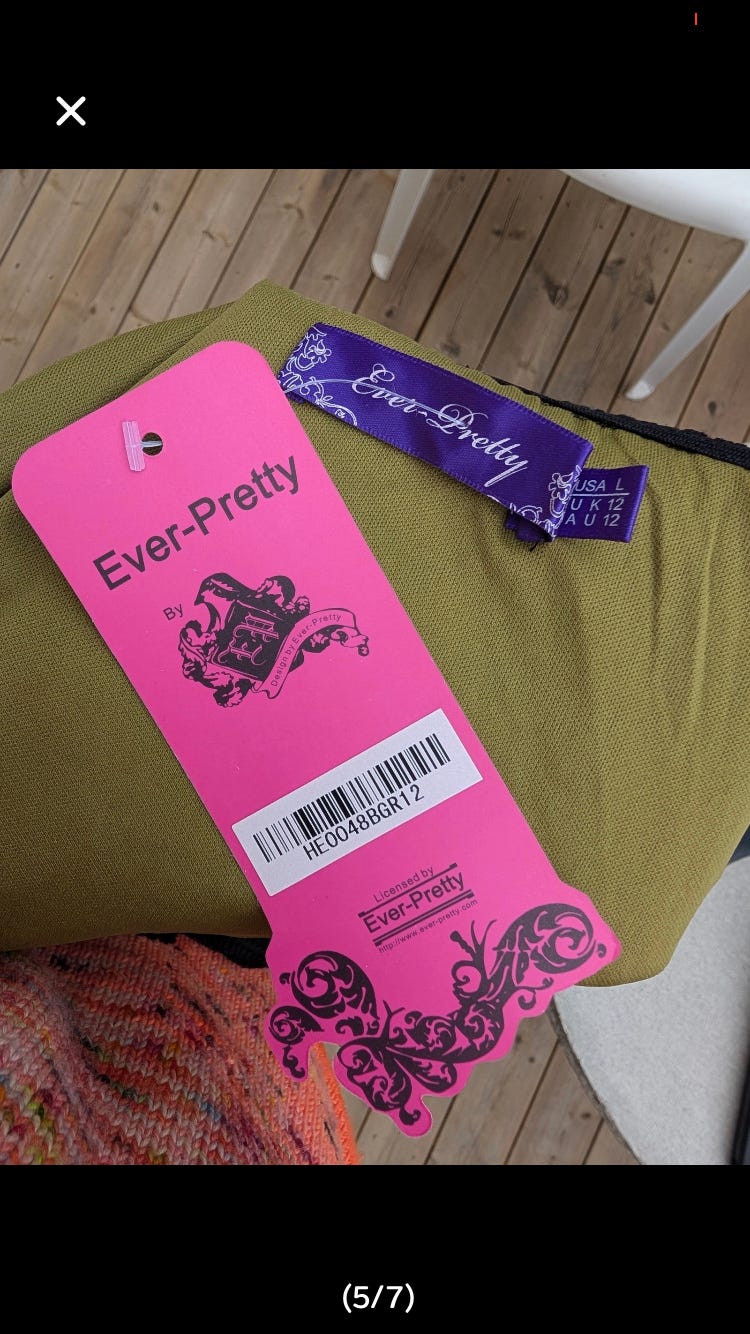 Ever-Pretty
USA L
U K 12
A U 12
Ever-Pretty
By
EP
Design by Ever-Pretty
HE0048BGR12
Licensed by
Ever-Pretty
http://www.ever-pretty.com
(5/7)